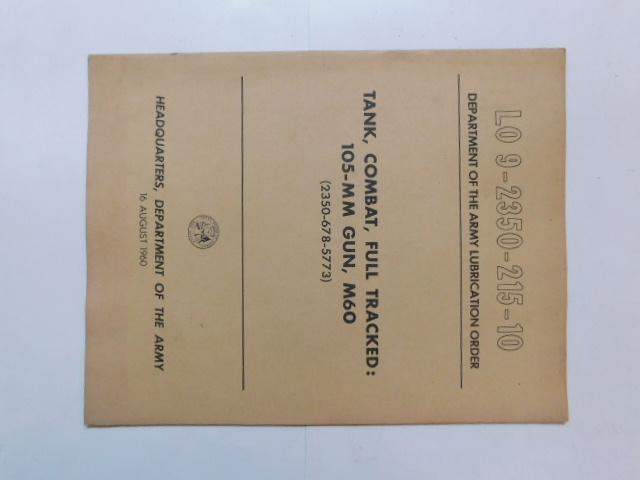 LO 9-2350-215-10
DEPARTMENT OF THE ARMY LUBRICATION ORDER
TANK, COMBAT, FULL TRACKED:
105-MM GUN, M60
(2350-678-5773)
HEADQUARTERS, DEPARTMENT OF THE ARMY
16 AUGUST 1960